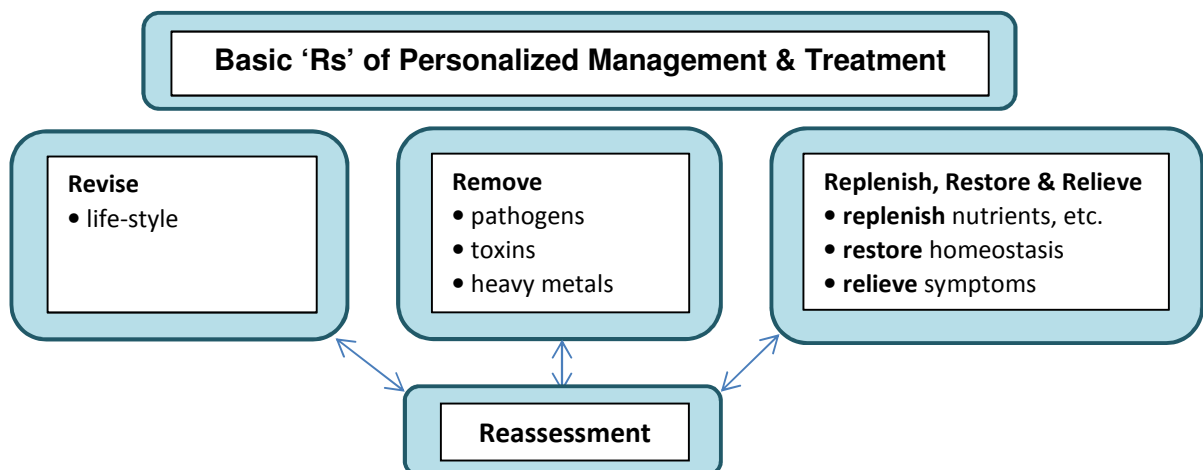 Basic ‘Rs’ of Personalized Management & Treatment
Revise
• life-style
Remove
• pathogens
• toxins
• heavy metals
Replenish, Restore & Relieve
• replenish nutrients, etc.
• restore homeostasis
• relieve symptoms
Reassessment